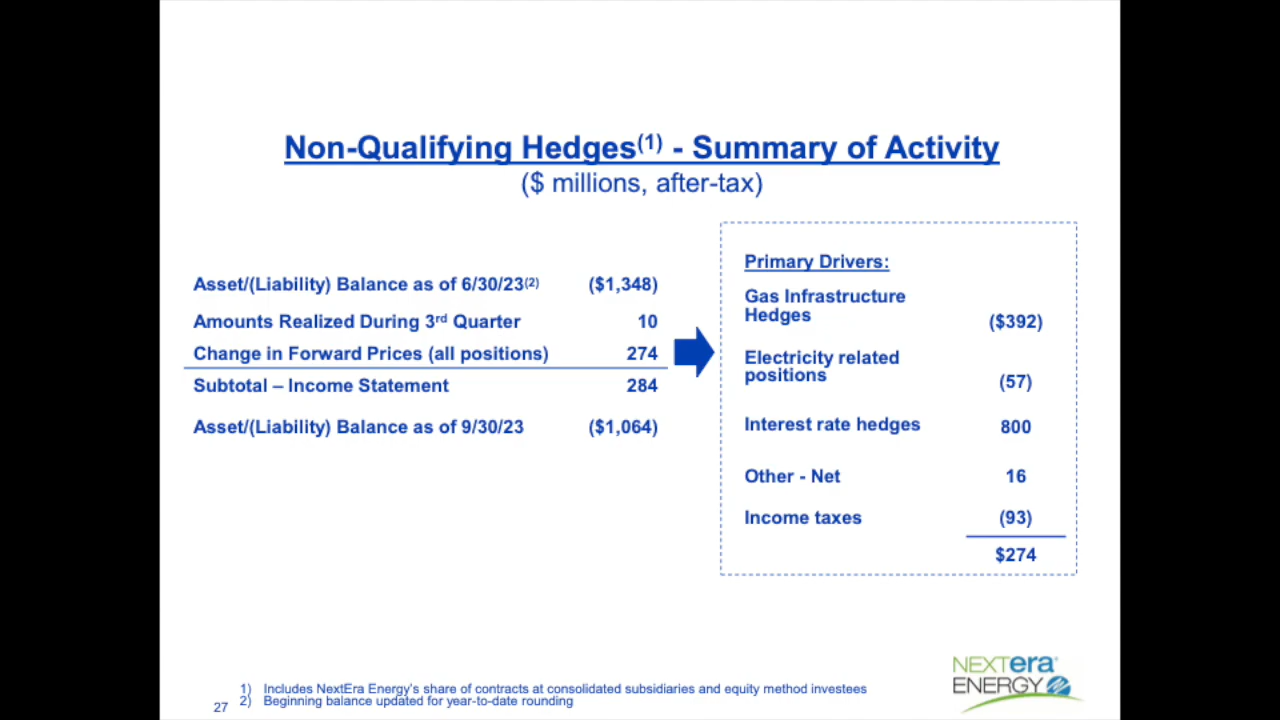 Non-Qualifying Hedges(1) - Summary of Activity
($ millions, after-tax)
Asset/(Liability) Balance as of 6/30/23(2) ($1,348)
Amounts Realized During 3rd Quarter 10
Change in Forward Prices (all positions) 274
Subtotal – Income Statement 284
Asset/(Liability) Balance as of 9/30/23 ($1,064)
Primary Drivers:
Gas Infrastructure
Hedges ($392)
Electricity related
positions (57)
Interest rate hedges 800
Other - Net 16
Income taxes (93)
$274
1) Includes NextEra Energy's share of contracts at consolidated subsidiaries and equity method investees
2) Beginning balance updated for year-to-date rounding
27
NEXTera
ENERGY